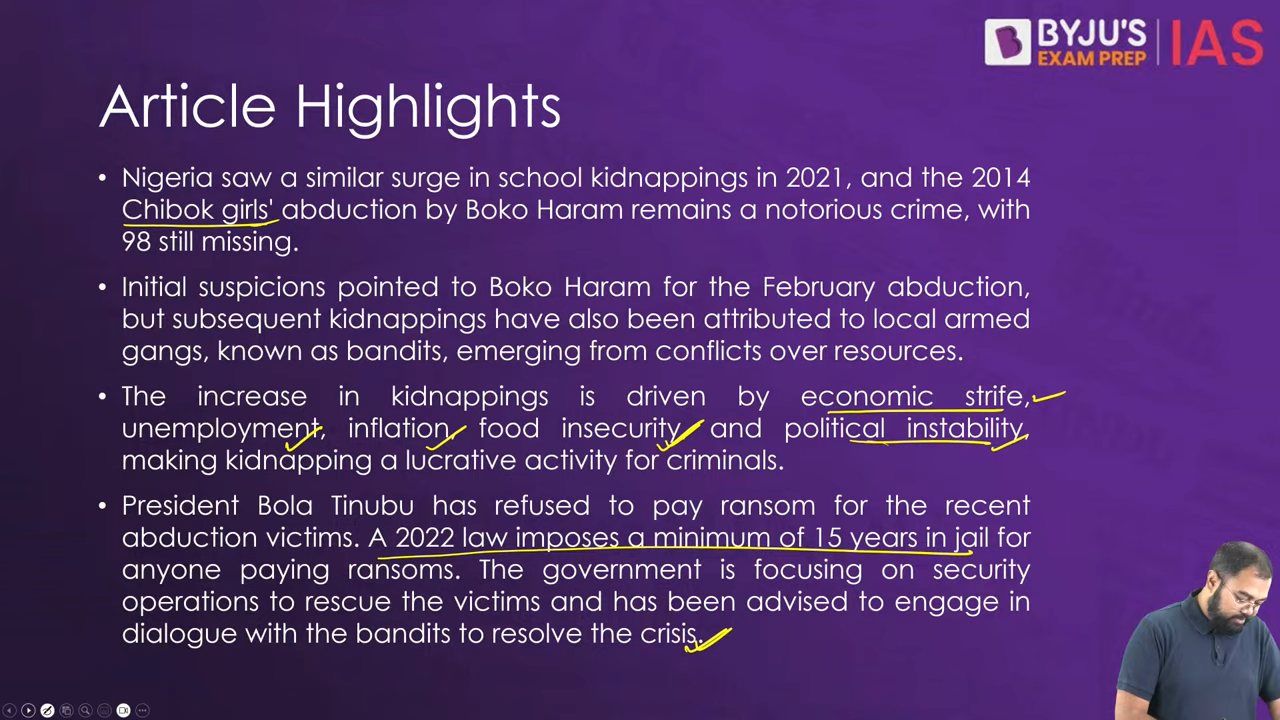 BYJU'S
EXAM PREP
IAS
Article Highlights
• Nigeria saw a similar surge in school kidnappings in 2021, and the 2014
Chibok girls' abduction by Boko Haram remains a notorious crime, with
98 still missing.
• Initial suspicions pointed to Boko Haram for the February abduction,
but subsequent kidnappings have also been attributed to local armed
gangs, known as bandits, emerging from conflicts over resources.
• The increase in kidnappings is driven by economic strife,
unemployment, inflation, food insecurity, and political instability,
making kidnapping a lucrative activity for criminals.
• President Bola Tinubu has refused to pay ransom for the recent
abduction victims. A 2022 law imposes a minimum of 15 years in jail for
anyone paying ransoms. The government is focusing on security
operations to rescue the victims and has been advised to engage in
dialogue with the bandits to resolve the crisis.